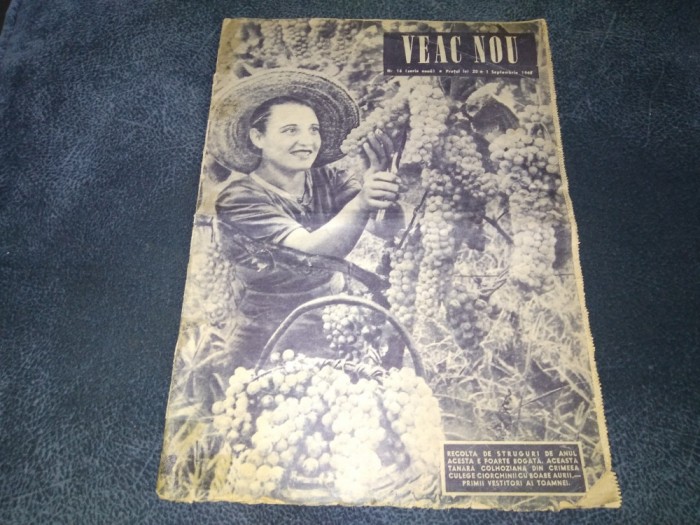 VEAC NOU
Nr. 14 (serie nouă) • Prețul lei 20 • 1 Septembrie 1948
RECOLTA DE STRUGURI DE ANUL
ACESTA E FOARTE BOGATĂ. ACEASTĂ
TÂNĂRĂ COLHOZIANĂ DIN CRIMEEA
CULEGE CIORCHINII CU BOABE AURII.—
PRIMII VESTITORI AI TOAMNEI.